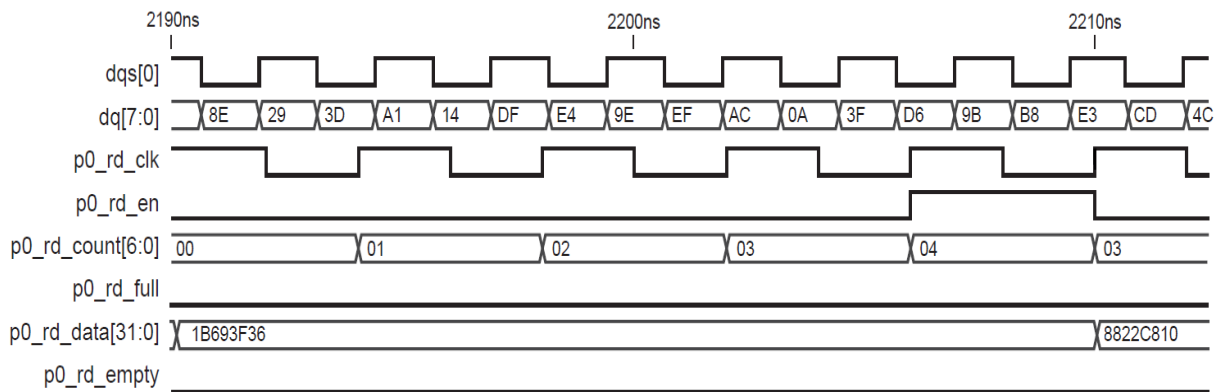 2190ns 2200ns 2210ns
dqs[0]
dq[7:0] 8E 29 3D A1 14 DF E4 9E EF AC 0A 3F D6 9B B8 E3 CD 4C
p0_rd_clk
p0_rd_en
p0_rd_count[6:0] 00 01 02 03 04 03
p0_rd_full
p0_rd_data[31:0] 1B693F36 8822C810
p0_rd_empty